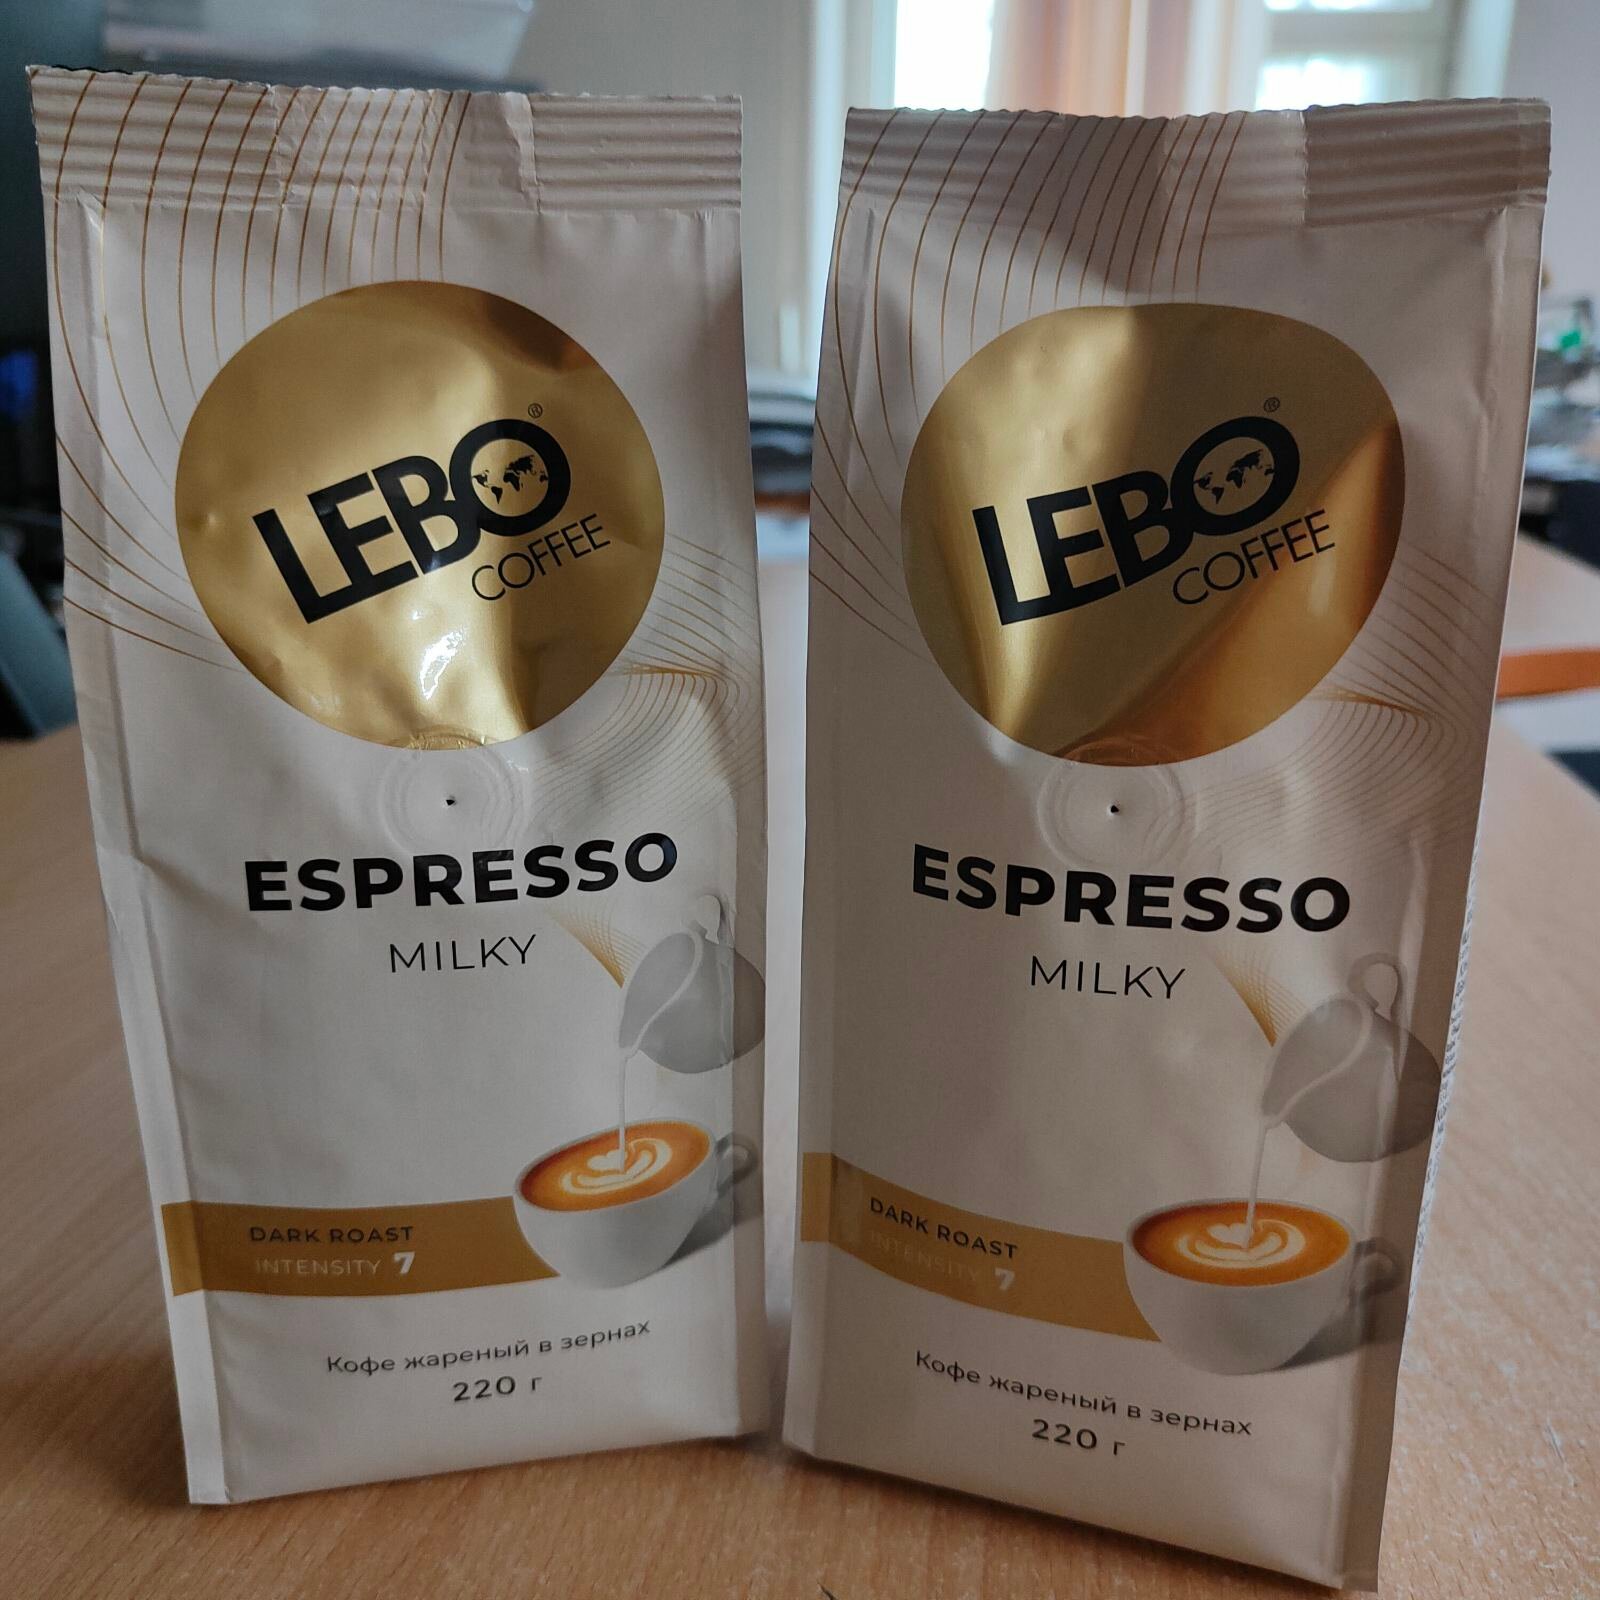 LEBO®
COFFEE
ESPRESSO
MILKY
DARK ROAST
INTENSITY 7
Кофе жареный в зернах
220 г
LEBO®
COFFEE
ESPRESSO
MILKY
DARK ROAST
INTENSITY 7
Кофе жареный в зернах
220 г